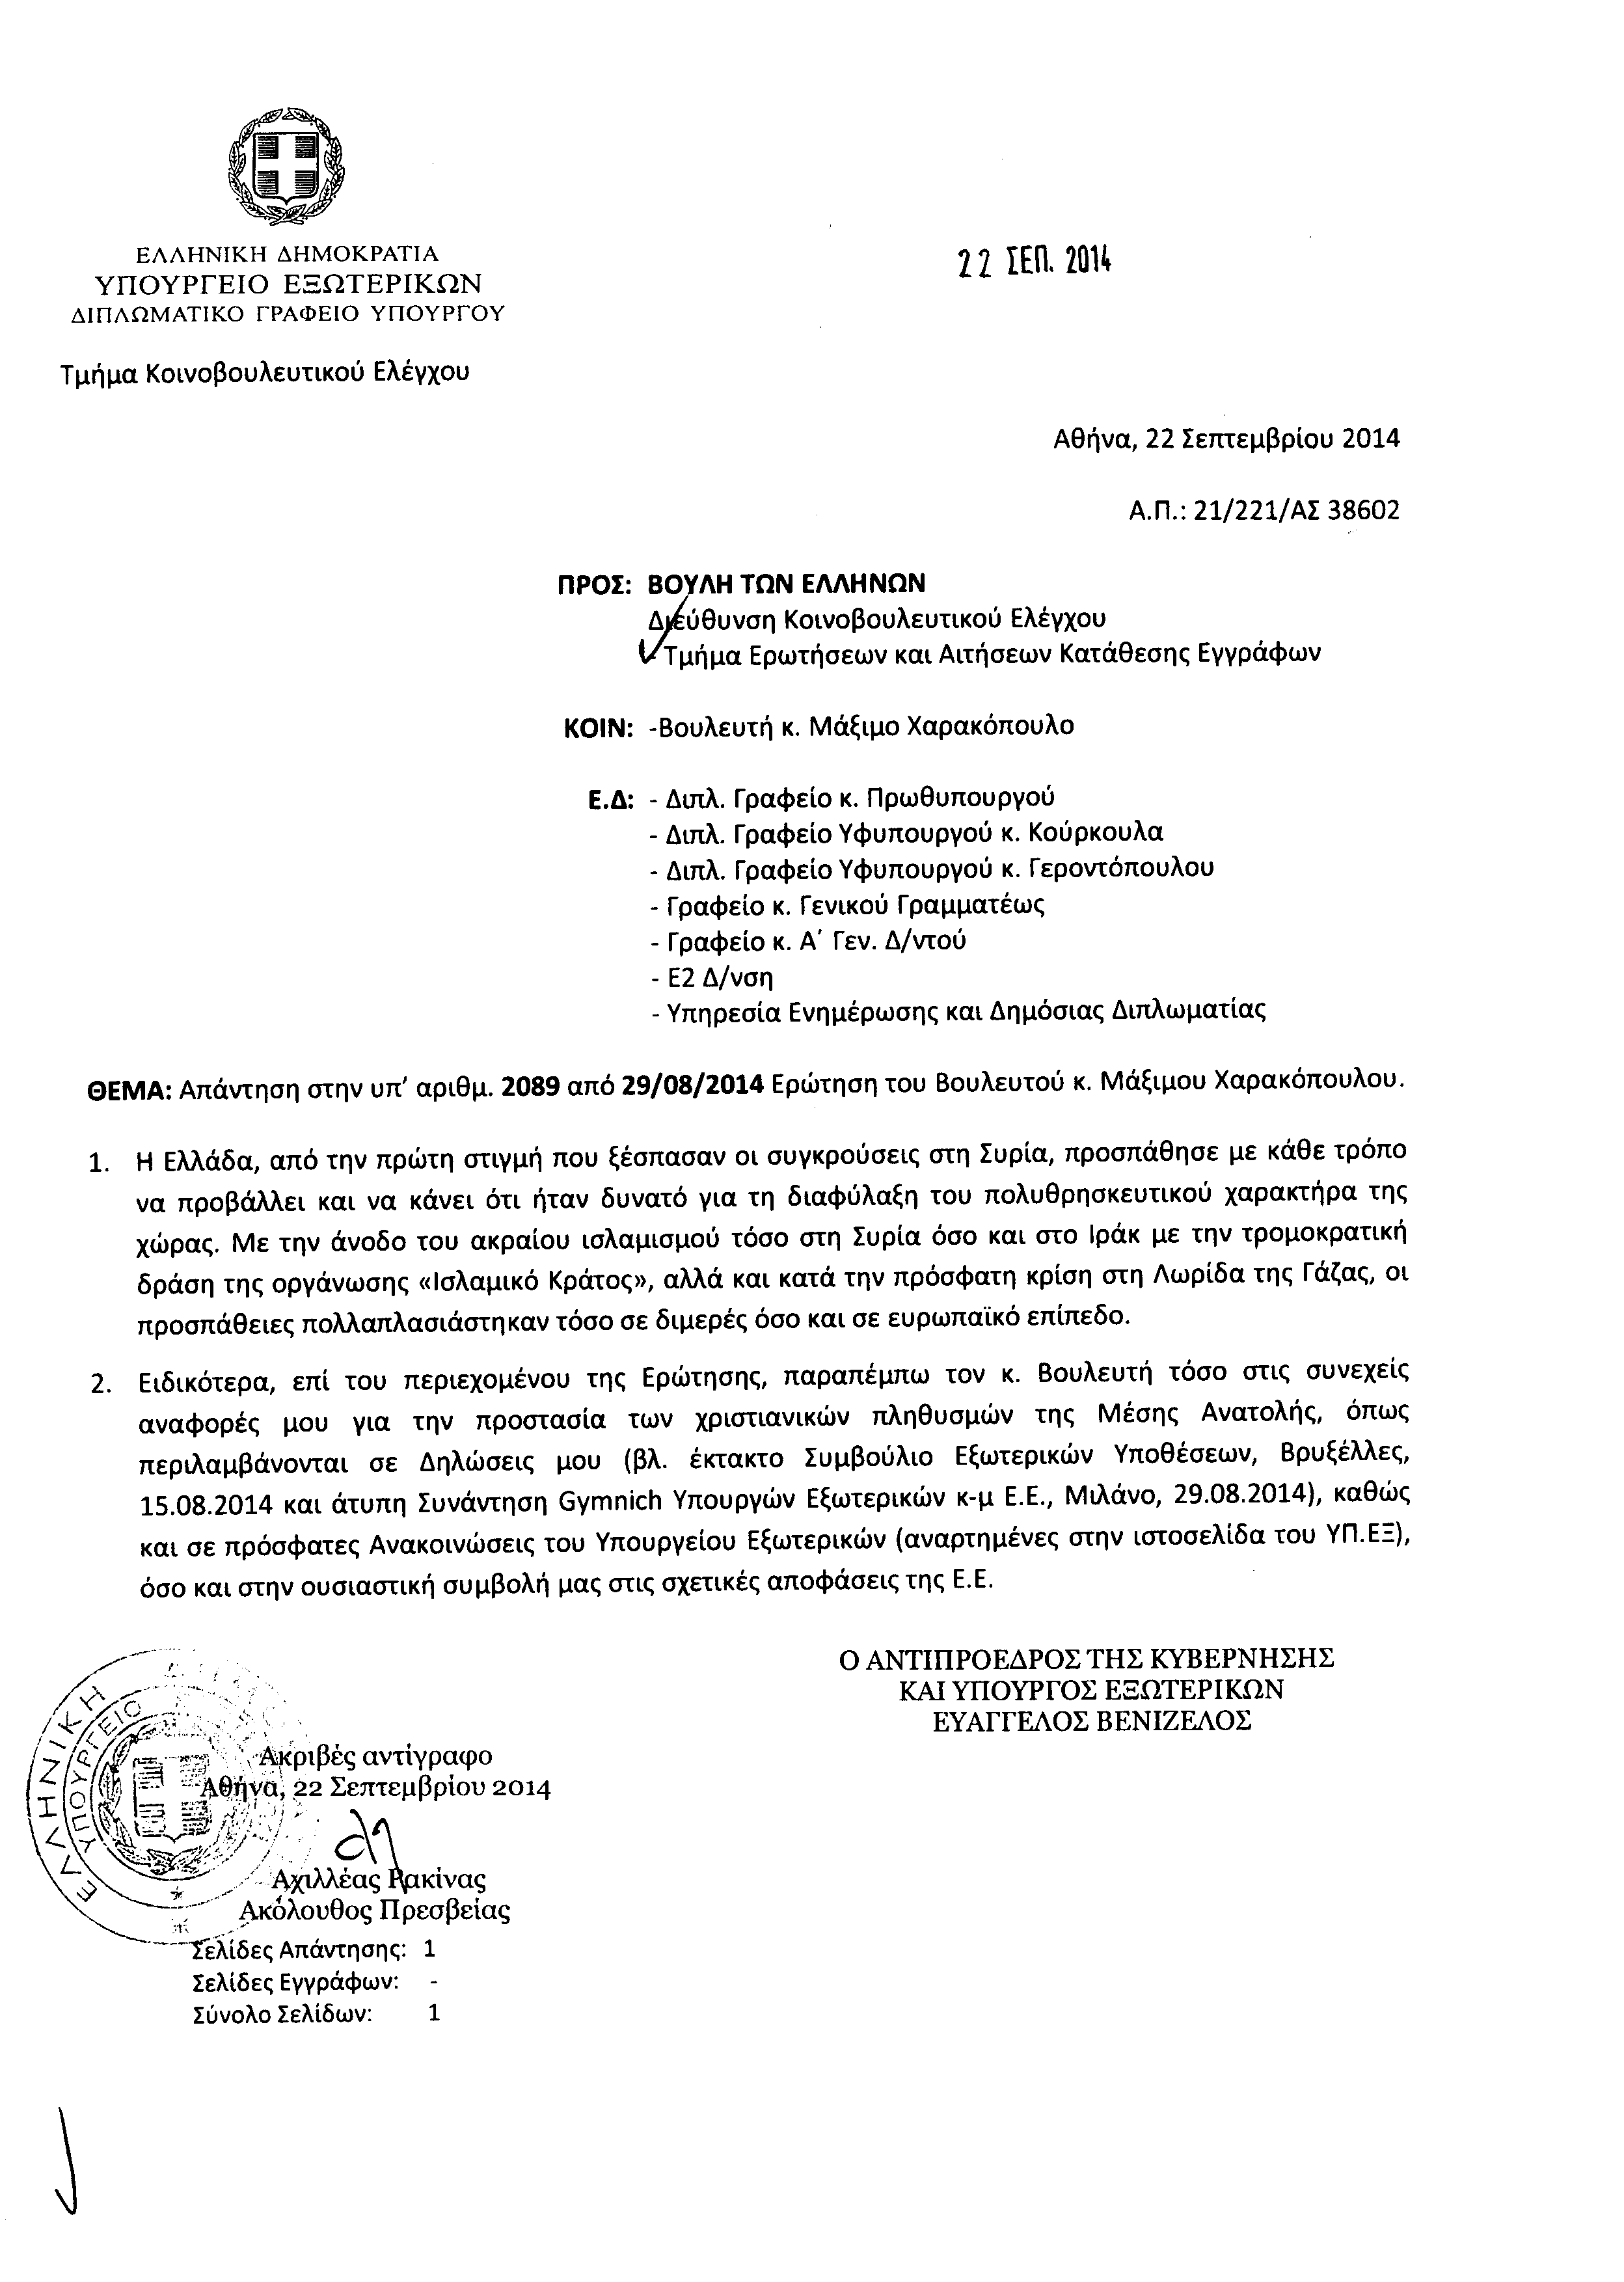 ΕΛΛΗΝΙΚΗ ΔΗΜΟΚΡΑΤΙΑ
ΥΠΟΥΡΓΕΙΟ ΕΞΩΤΕΡΙΚΩΝ
ΔΙΠΛΩΜΑΤΙΚΟ ΓΡΑΦΕΙΟ ΥΠΟΥΡΓΟΥ
22 ΣΕΠ. 2014
Τμήμα Κοινοβουλευτικού Ελέγχου
Αθήνα, 22 Σεπτεμβρίου 2014
Α.Π.: 21/221/ΑΣ 38602
ΠΡΟΣ: ΒΟΥΛΗ ΤΩΝ ΕΛΛΗΝΩΝ
Διεύθυνση Κοινοβουλευτικού Ελέγχου
Τμήμα Ερωτήσεων και Αιτήσεων Κατάθεσης Εγγράφων
ΚΟΙΝ: -Βουλευτή κ. Μάξιμο Χαρακόπουλο
Ε.Δ: - Διπλ. Γραφείο κ. Πρωθυπουργού
- Διπλ. Γραφείο Υφυπουργού κ. Κούρκουλα
- Διπλ. Γραφείο Υφυπουργού κ. Γεροντόπουλου
- Γραφείο κ. Γενικού Γραμματέως
- Γραφείο κ. Α΄ Γεν. Δ/ντού
- Ε2 Δ/νση
- Υπηρεσία Ενημέρωσης και Δημόσιας Διπλωματίας
ΘΕΜΑ: Απάντηση στην υπ’ αριθμ. 2089 από 29/08/2014 Ερώτηση του Βουλευτού κ. Μάξιμου Χαρακόπουλου.
1. Η Ελλάδα, από την πρώτη στιγμή που ξέσπασαν οι συγκρούσεις στη Συρία, προσπάθησε με κάθε τρόπο
να προβάλλει και να κάνει ότι ήταν δυνατό για τη διαφύλαξη του πολυθρησκευτικού χαρακτήρα της
χώρας. Με την άνοδο του ακραίου ισλαμισμού τόσο στη Συρία όσο και στο Ιράκ με την τρομοκρατική
δράση της οργάνωσης «Ισλαμικό Κράτος», αλλά και κατά την πρόσφατη κρίση στη Λωρίδα της Γάζας, οι
προσπάθειες πολλαπλασιάστηκαν τόσο σε διμερές όσο και σε ευρωπαϊκό επίπεδο.
2. Ειδικότερα, επί του περιεχομένου της Ερώτησης, παραπέμπω τον κ. Βουλευτή τόσο στις συνεχείς
αναφορές μου για την προστασία των χριστιανικών πληθυσμών της Μέσης Ανατολής, όπως
περιλαμβάνονται σε Δηλώσεις μου (βλ. έκτακτο Συμβούλιο Εξωτερικών Υποθέσεων, Βρυξέλλες,
15.08.2014 και άτυπη Συνάντηση Gymnich Υπουργών Εξωτερικών κ-μ Ε.Ε., Μιλάνο, 29.08.2014), καθώς
και σε πρόσφατες Ανακοινώσεις του Υπουργείου Εξωτερικών (αναρτημένες στην ιστοσελίδα του ΥΠ.ΕΞ),
όσο και στην ουσιαστική συμβολή μας στις σχετικές αποφάσεις της Ε.Ε.
Ο ΑΝΤΙΠΡΟΕΔΡΟΣ ΤΗΣ ΚΥΒΕΡΝΗΣΗΣ
ΚΑΙ ΥΠΟΥΡΓΟΣ ΕΞΩΤΕΡΙΚΩΝ
ΕΥΑΓΓΕΛΟΣ ΒΕΝΙΖΕΛΟΣ
ΕΛΛΗΝΙΚΗ
ΥΠΟΥΡΓΕΙΟ
Ακριβές αντίγραφο
Αθήνα, 22 Σεπτεμβρίου 2014
Αχιλλέας Ρακίνας
Ακόλουθος Πρεσβείας
Σελίδες Απάντησης: 1
Σελίδες Εγγράφων: -
Σύνολο Σελίδων: 1